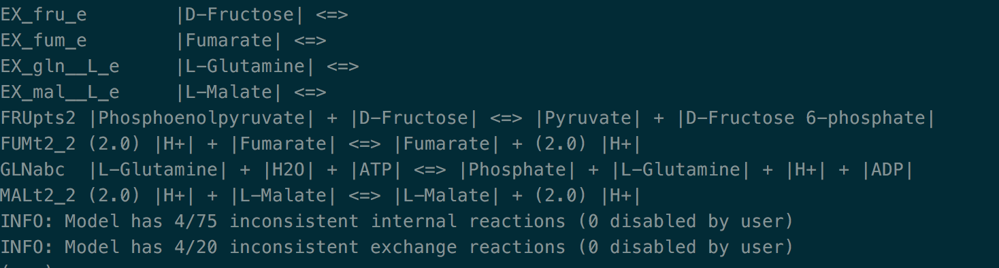 EX_fru_e |D-Fructose| <=>
EX_fum_e |Fumarate| <=>
EX_gln__L_e |L-Glutamine| <=>
EX_mal__L_e |L-Malate| <=>
FRUpts2 |Phosphoenolpyruvate| + |D-Fructose| <=> |Pyruvate| + |D-Fructose 6-phosphate|
FUMt2_2 (2.0) |H+| + |Fumarate| <=> |Fumarate| + (2.0) |H+|
GLNabc |L-Glutamine| + |H2O| + |ATP| <=> |Phosphate| + |L-Glutamine| + |H+| + |ADP|
MALt2_2 (2.0) |H+| + |L-Malate| <=> |L-Malate| + (2.0) |H+|
INFO: Model has 4/75 inconsistent internal reactions (0 disabled by user)
INFO: Model has 4/20 inconsistent exchange reactions (0 disabled by user)